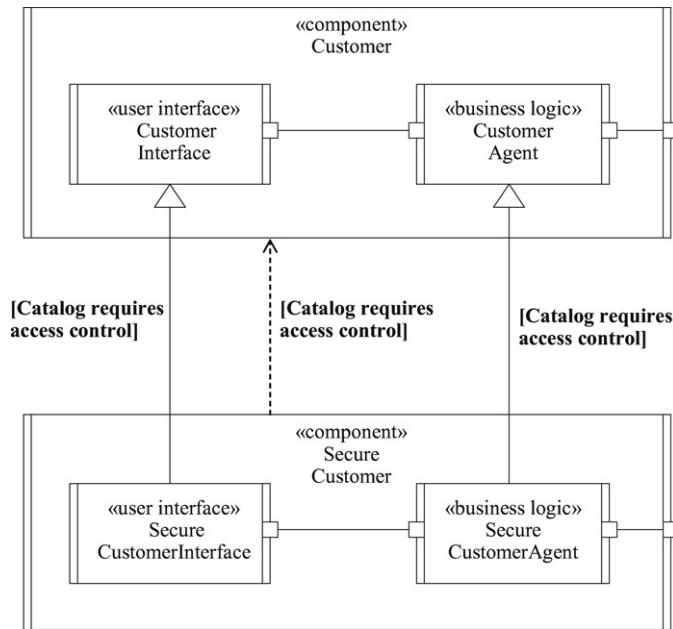 «component»
Customer
«user interface»
Customer
Interface
«business logic»
Customer
Agent
[Catalog requires
access control]
[Catalog requires
access control]
[Catalog requires
access control]
«component»
Secure
Customer
«user interface»
Secure
CustomerInterface
«business logic»
Secure
CustomerAgent